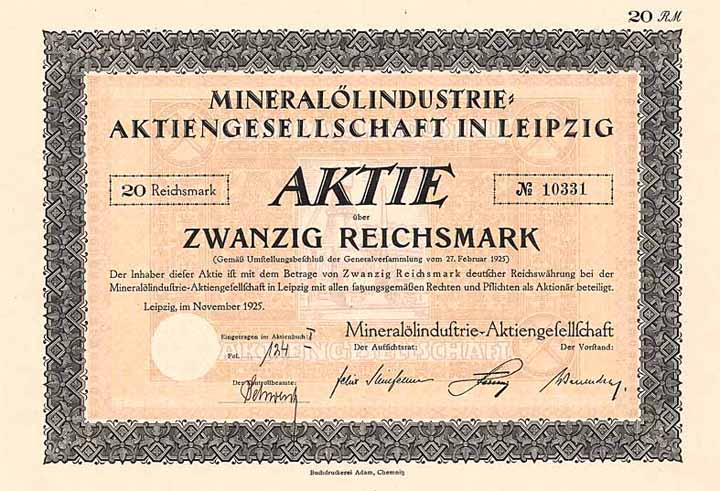 20 RM
MINERALÖLINDUSTRIE-
AKTIENGESELLSCHAFT IN LEIPZIG
20 Reichsmark
AKTIE
№ 10331
über
ZWANZIG REICHSMARK
(Gemäß Umstellungsbeschluß der Generalversammlung vom 27. Februar 1925)
Der Inhaber dieser Aktie ist mit dem Betrage von Zwanzig Reichsmark deutscher Reichswährung bei der
Mineralölindustrie-Aktiengesellschaft in Leipzig mit allen satzungsgemäßen Rechten und Pflichten als Aktionär beteiligt.
Leipzig, im November 1925.
Eingetragen im Aktienbuch I
Fol. 124
Mineralölindustrie-Aktiengesellschaft
Der Aufsichtsrat:
Der Vorstand:
AKTIENGESELLSCHAFT
Der Kontrollbeamte:
Buchdruckerei Adam, Chemnitz